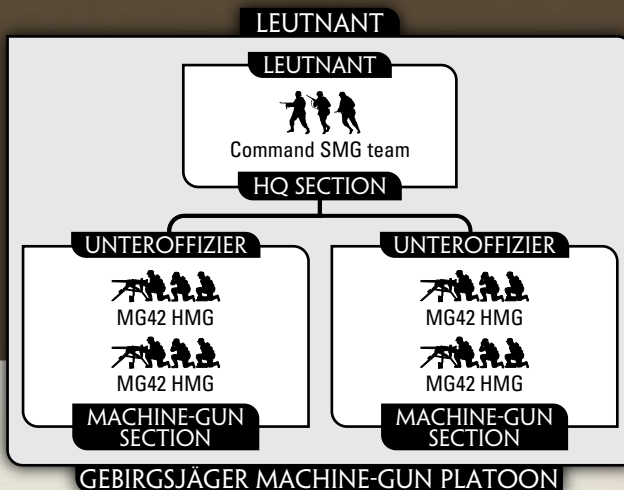 LEUTNANT
LEUTNANT
Command SMG team
HQ SECTION
UNTEROFFIZIER
MG42 HMG
MG42 HMG
MACHINE-GUN
SECTION
UNTEROFFIZIER
MG42 HMG
MG42 HMG
MACHINE-GUN
SECTION
GEBIRGSJÄGER MACHINE-GUN PLATOON